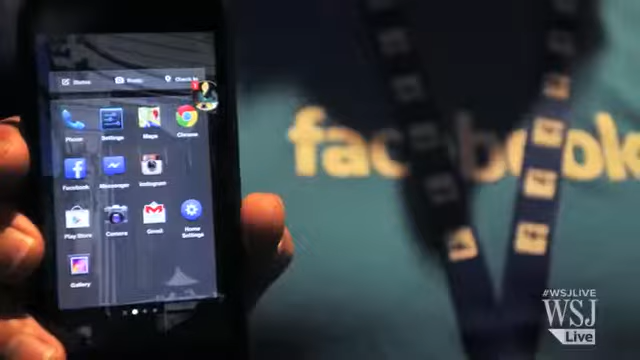 Status Photo Check In
Phone Settings Maps Chrome
Facebook Messenger Instagram
Play Store Camera Gmail Home Settings
Gallery
facebook
#WSJLIVE
WSJ
Live